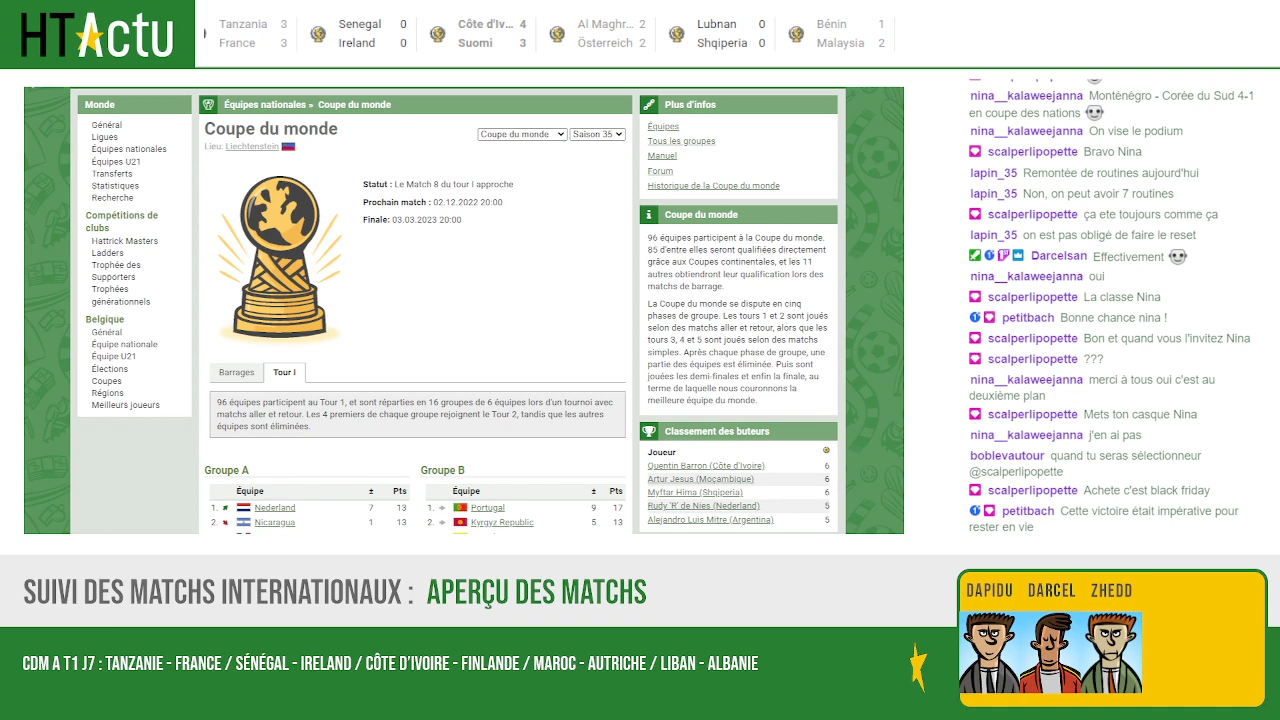 HTActu
Tanzania 3
France 3
Senegal 0
Ireland 0
Côte d'Iv... 4
Suomi 3
Al Maghr... 2
Österreich 2
Lubnan 0
Shqiperia 0
Bénin 1
Malaysia 2
Monde
Général
Ligues
Équipes nationales
Équipes U21
Transferts
Statistiques
Recherche
Compétitions de
clubs
Hattrick Masters
Ladders
Trophée des
Supporters
Trophées
générationnels
Belgique
Général
Équipe nationale
Équipe U21
Élections
Coupes
Régions
Meilleurs joueurs
Équipes nationales » Coupe du monde
Coupe du monde
Lieu: Liechtenstein
Coupe du monde
Saison 35
Statut : Le Match 8 du tour I approche
Prochain match : 02.12.2022 20:00
Finale: 03.03.2023 20:00
Barrages Tour I
96 équipes participent au Tour 1, et sont réparties en 16 groupes de 6 équipes lors d'un tournoi avec
matchs aller et retour. Les 4 premiers de chaque groupe rejoignent le Tour 2, tandis que les autres
équipes sont éliminées.
Groupe A
Équipe ± Pts
1. Nederland 7 13
2. Nicaragua 1 13
Groupe B
Équipe ± Pts
1. Portugal 9 17
2. Kyrgyz Republic 5 13
Plus d'infos
Équipes
Tous les groupes
Manuel
Forum
Historique de la Coupe du monde
Coupe du monde
96 équipes participent à la Coupe du monde.
85 d'entre elles seront qualifiées directement
grâce aux Coupes continentales, et les 11
autres obtiendront leur qualification lors des
matchs de barrage.
La Coupe du monde se dispute en cinq
phases de groupe. Les tours 1 et 2 sont joués
selon des matchs aller et retour, alors que les
tours 3, 4 et 5 sont joués selon des matchs
simples. Après chaque phase de groupe, une
partie des équipes est éliminée. Puis sont
jouées les demi-finales et enfin la finale, au
terme de laquelle nous couronnons la
meilleure équipe du monde.
Classement des buteurs
Joueur
Quentin Barron (Côte d'Ivoire) 6
Artur Jesus (Moçambique) 6
Myftar Hima (Shqiperia) 6
Rudy 'R' de Nies (Nederland) 5
Alejandro Luis Mitre (Argentina) 5
nina__kalaweejanna Monténégro - Corée du Sud 4-1
en coupe des nations
nina__kalaweejanna On vise le podium
scalperlipopette Bravo Nina
lapin_35 Remontée de routines aujourd'hui
lapin_35 Non, on peut avoir 7 routines
scalperlipopette ça ete toujours comme ça
lapin_35 on est pas obligé de faire le reset
Darcelsan Effectivement
nina__kalaweejanna oui
scalperlipopette La classe Nina
petitbach Bonne chance nina !
scalperlipopette Bon et quand vous l'invitez Nina
scalperlipopette ???
nina__kalaweejanna merci à tous oui c'est au
deuxième plan
scalperlipopette Mets ton casque Nina
nina__kalaweejanna j'en ai pas
boblevautour quand tu seras sélectionneur
@scalperlipopette
scalperlipopette Achete c'est black friday
petitbach Cette victoire était impérative pour
rester en vie
SUIVI DES MATCHS INTERNATIONAUX : APERÇU DES MATCHS
CDM A T1 J7 : TANZANIE - FRANCE / SÉNÉGAL - IRELAND / CÔTE D'IVOIRE - FINLANDE / MAROC - AUTRICHE / LIBAN - ALBANIE
DAPIDU DARCEL ZHEDD